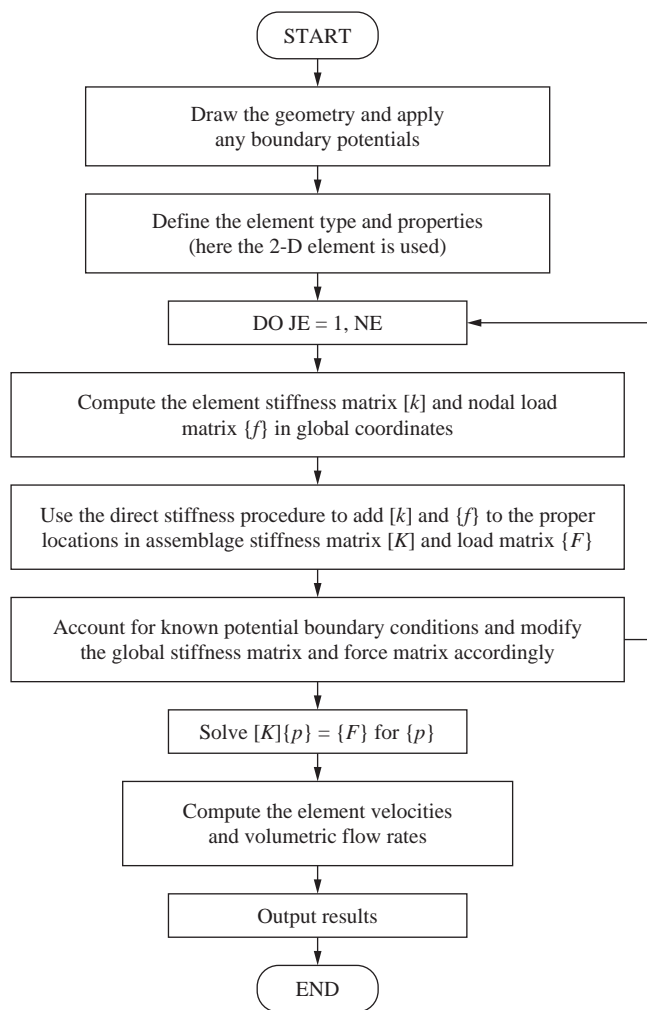 START
Draw the geometry and apply
any boundary potentials
Define the element type and properties
(here the 2-D element is used)
DO JE = 1, NE
Compute the element stiffness matrix [k] and nodal load
matrix {f} in global coordinates
Use the direct stiffness procedure to add [k] and {f} to the proper
locations in assemblage stiffness matrix [K] and load matrix {F}
Account for known potential boundary conditions and modify
the global stiffness matrix and force matrix accordingly
Solve [K]{p} = {F} for {p}
Compute the element velocities
and volumetric flow rates
Output results
END